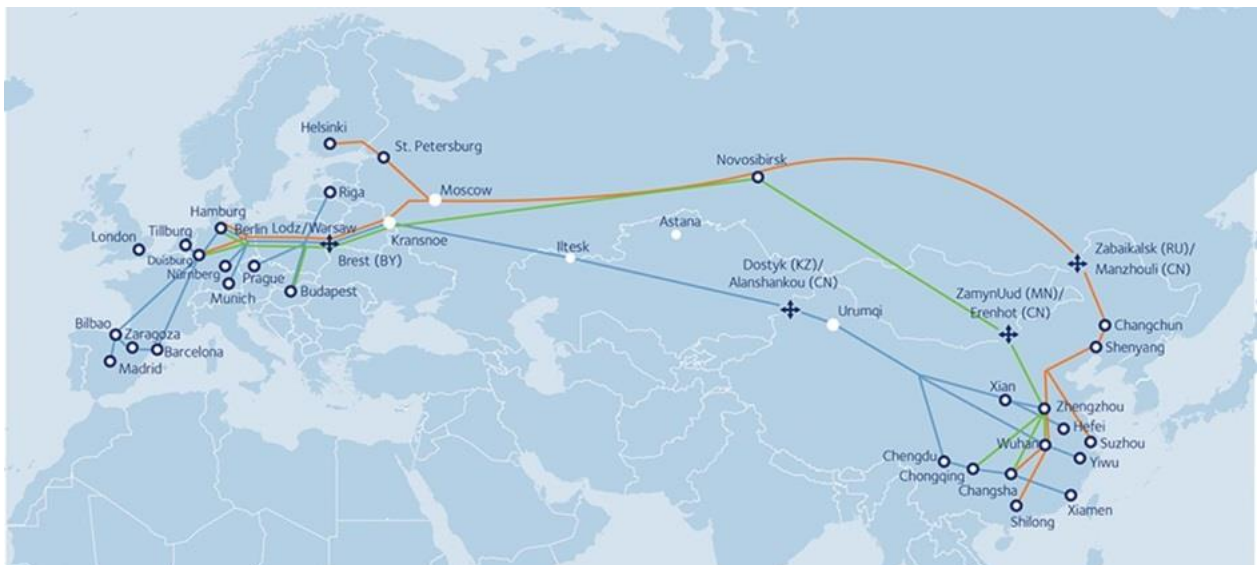 Helsinki
St. Petersburg
Novosibirsk
Riga
Moscow
Hamburg
Tillburg
Berlin
Lodz/Warsaw
London
Duisburg
Kransnoe
Iltesk
Astana
Zabaikalsk (RU)/
Manzhouli (CN)
Nürnberg
Prague
Brest (BY)
Dostyk (KZ)/
Alanshankou (CN)
Munich
Budapest
ZamynUud (MN)/
Erenhot (CN)
Urumqi
Bilbao
Zaragoza
Barcelona
Madrid
Changchun
Shenyang
Xian
Zhengzhou
Hefei
Wuhan
Suzhou
Yiwu
Chengdu
Chongqing
Changsha
Xiamen
Shilong